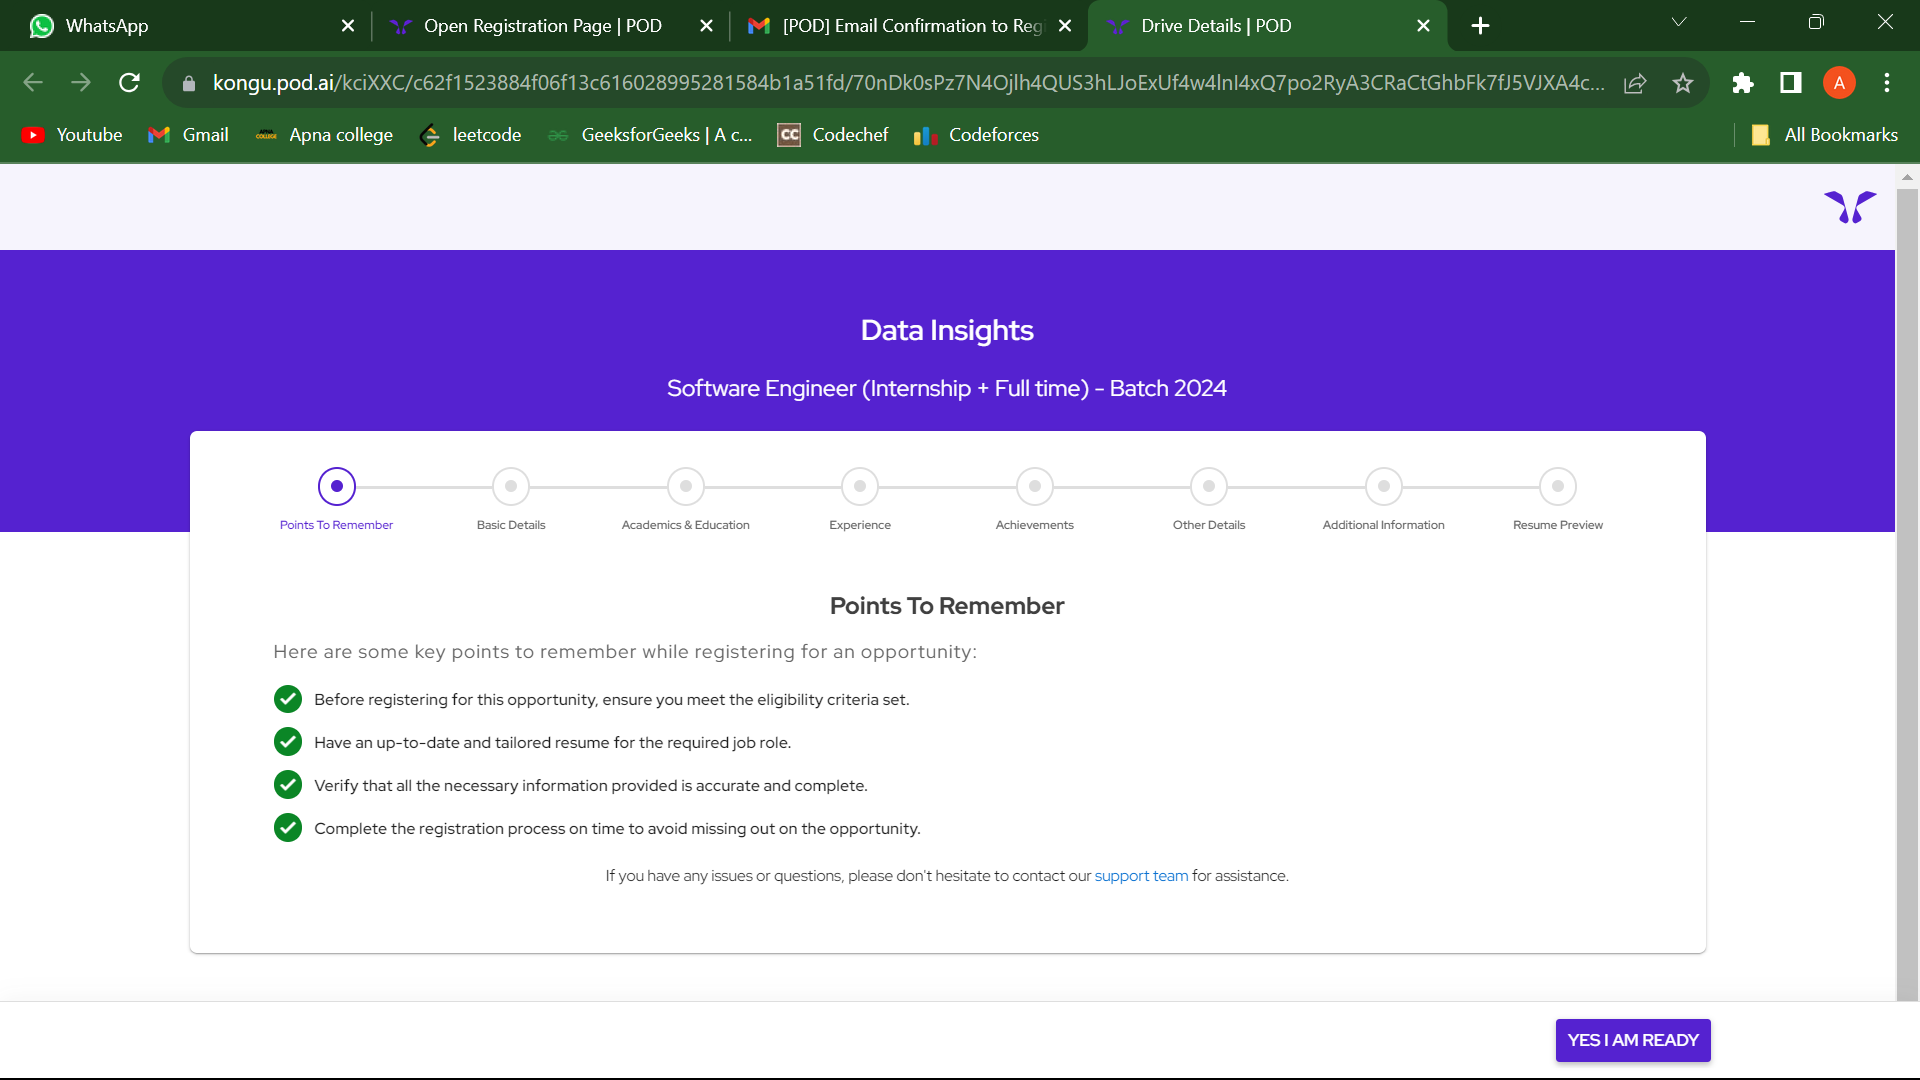 WhatsApp
Open Registration Page | POD
[POD] Email Confirmation to Reg
Drive Details | POD
kongu.pod.ai/kciXXC/c62f1523884f06f13c616028995281584b1a51fd/70nDk0sPz7N4Ojlh4QUS3hLJoExUf4w4lnI4xQ7po2RyA3CRaCtGhbFk7fJ5VJXA4c...
A
Youtube
Gmail
Apna college
leetcode
GeeksforGeeks | A c...
CC
Codechef
Codeforces
All Bookmarks
Data Insights
Software Engineer (Internship + Full time) - Batch 2024
Points To Remember
Basic Details
Academics & Education
Experience
Achievements
Other Details
Additional Information
Resume Preview
Points To Remember
Here are some key points to remember while registering for an opportunity:
Before registering for this opportunity, ensure you meet the eligibility criteria set.
Have an up-to-date and tailored resume for the required job role.
Verify that all the necessary information provided is accurate and complete.
Complete the registration process on time to avoid missing out on the opportunity.
If you have any issues or questions, please don't hesitate to contact our support team for assistance.
YES I AM READY